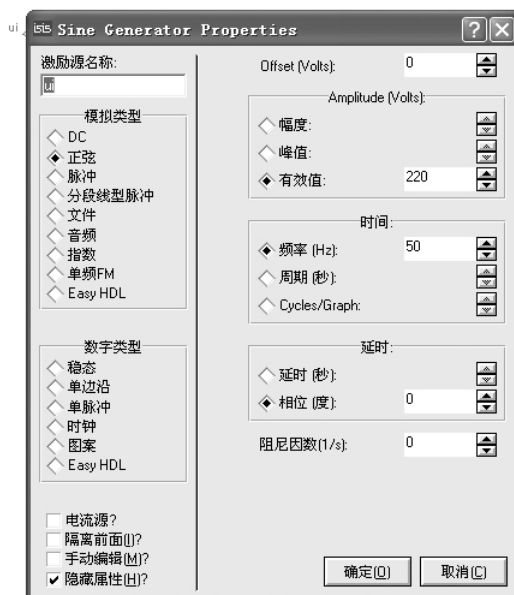 ui
isis Sine Generator Properties
激励源名称:
ui
模拟类型
DC
正弦
脉冲
分段线型脉冲
文件
音频
指数
单频FM
Easy HDL
数字类型
稳态
单边沿
单脉冲
时钟
图案
Easy HDL
电流源?
隔离前面(I)?
手动编辑(M)?
隐藏属性(H)?
Offset (Volts): 0
Amplitude (Volts):
幅度:
峰值:
有效值: 220
时间:
频率 (Hz): 50
周期 (秒):
Cycles/Graph:
延时:
延时 (秒):
相位 (度): 0
阻尼因数(1/s): 0
确定(O) 取消(C)